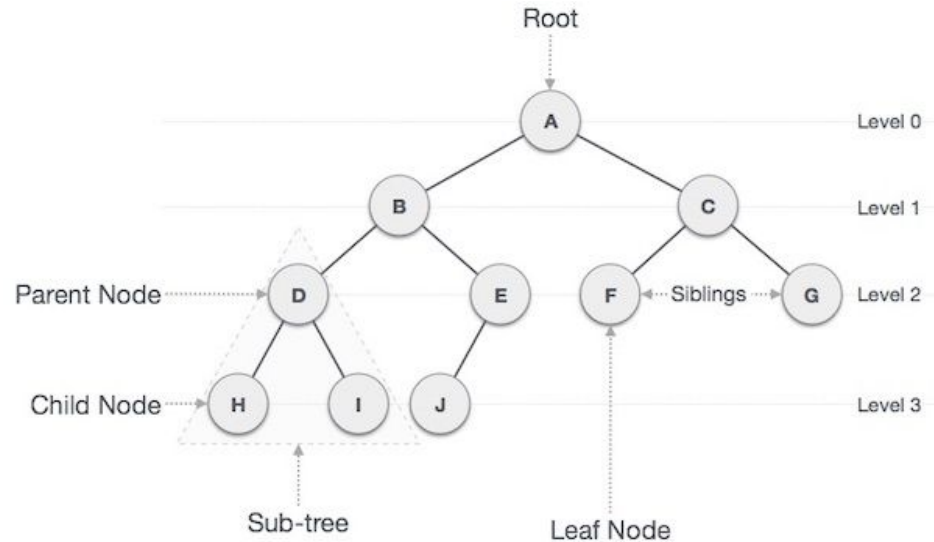 Root
A
Level 0
B
C
Level 1
Parent Node
D
E
F
Siblings
G
Level 2
Child Node
H
I
J
Level 3
Sub-tree
Leaf Node